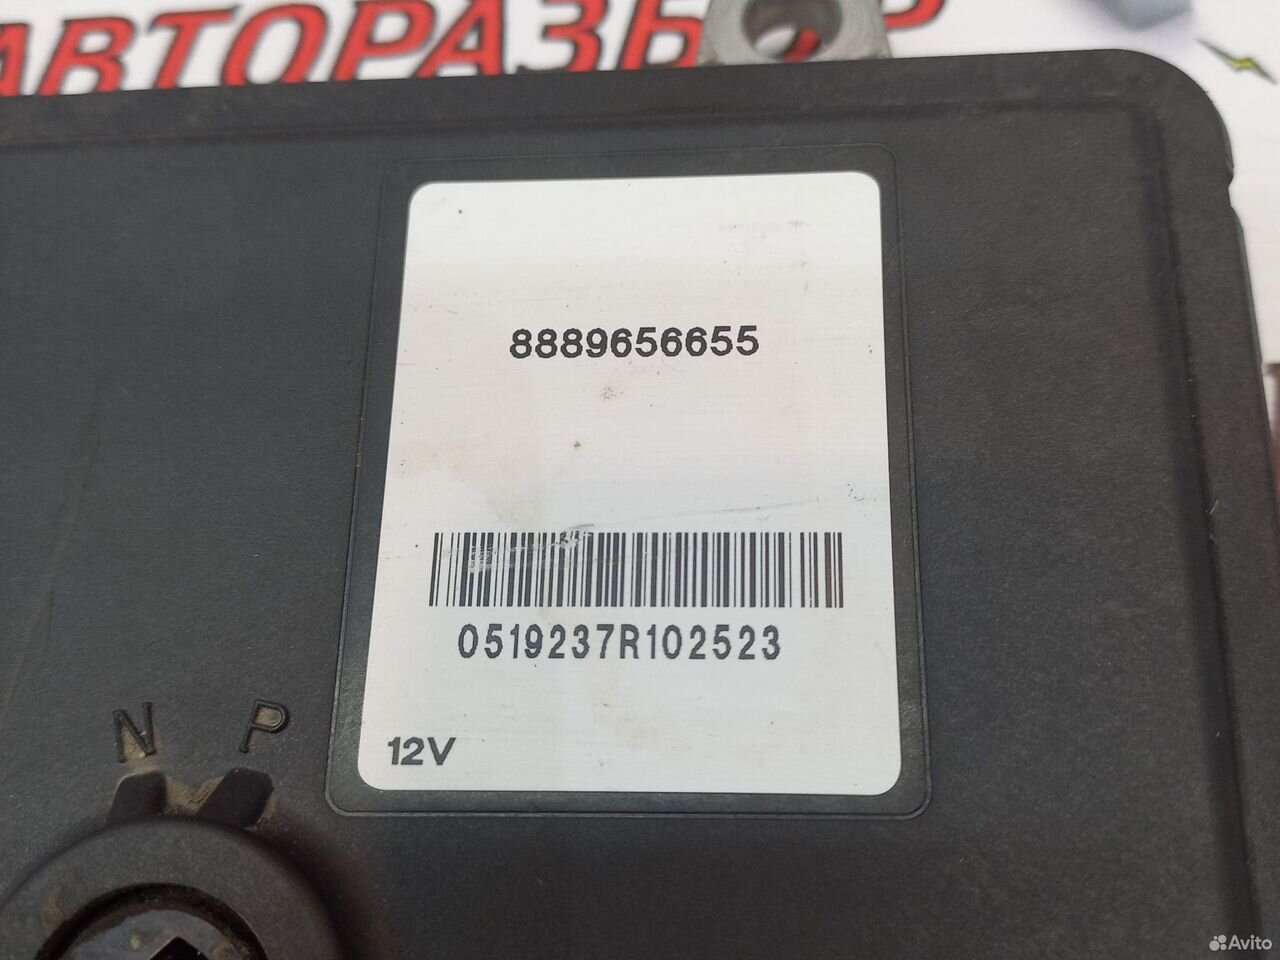 АВТОРАЗБ Р
8889656655
0519237R102523
12V
N P
Avito